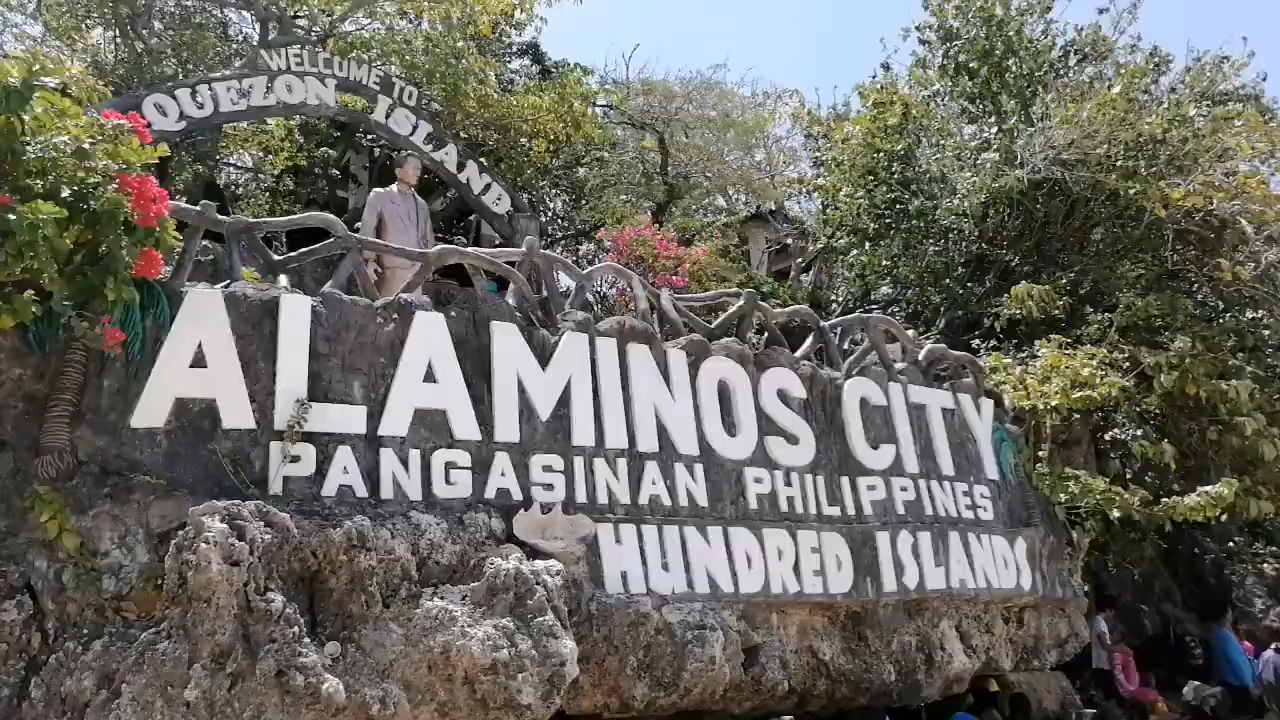 WELCOME TO
QUEZON ISLAND
ALAMINOS CITY
PANGASINAN PHILIPPINES
HUNDRED ISLANDS